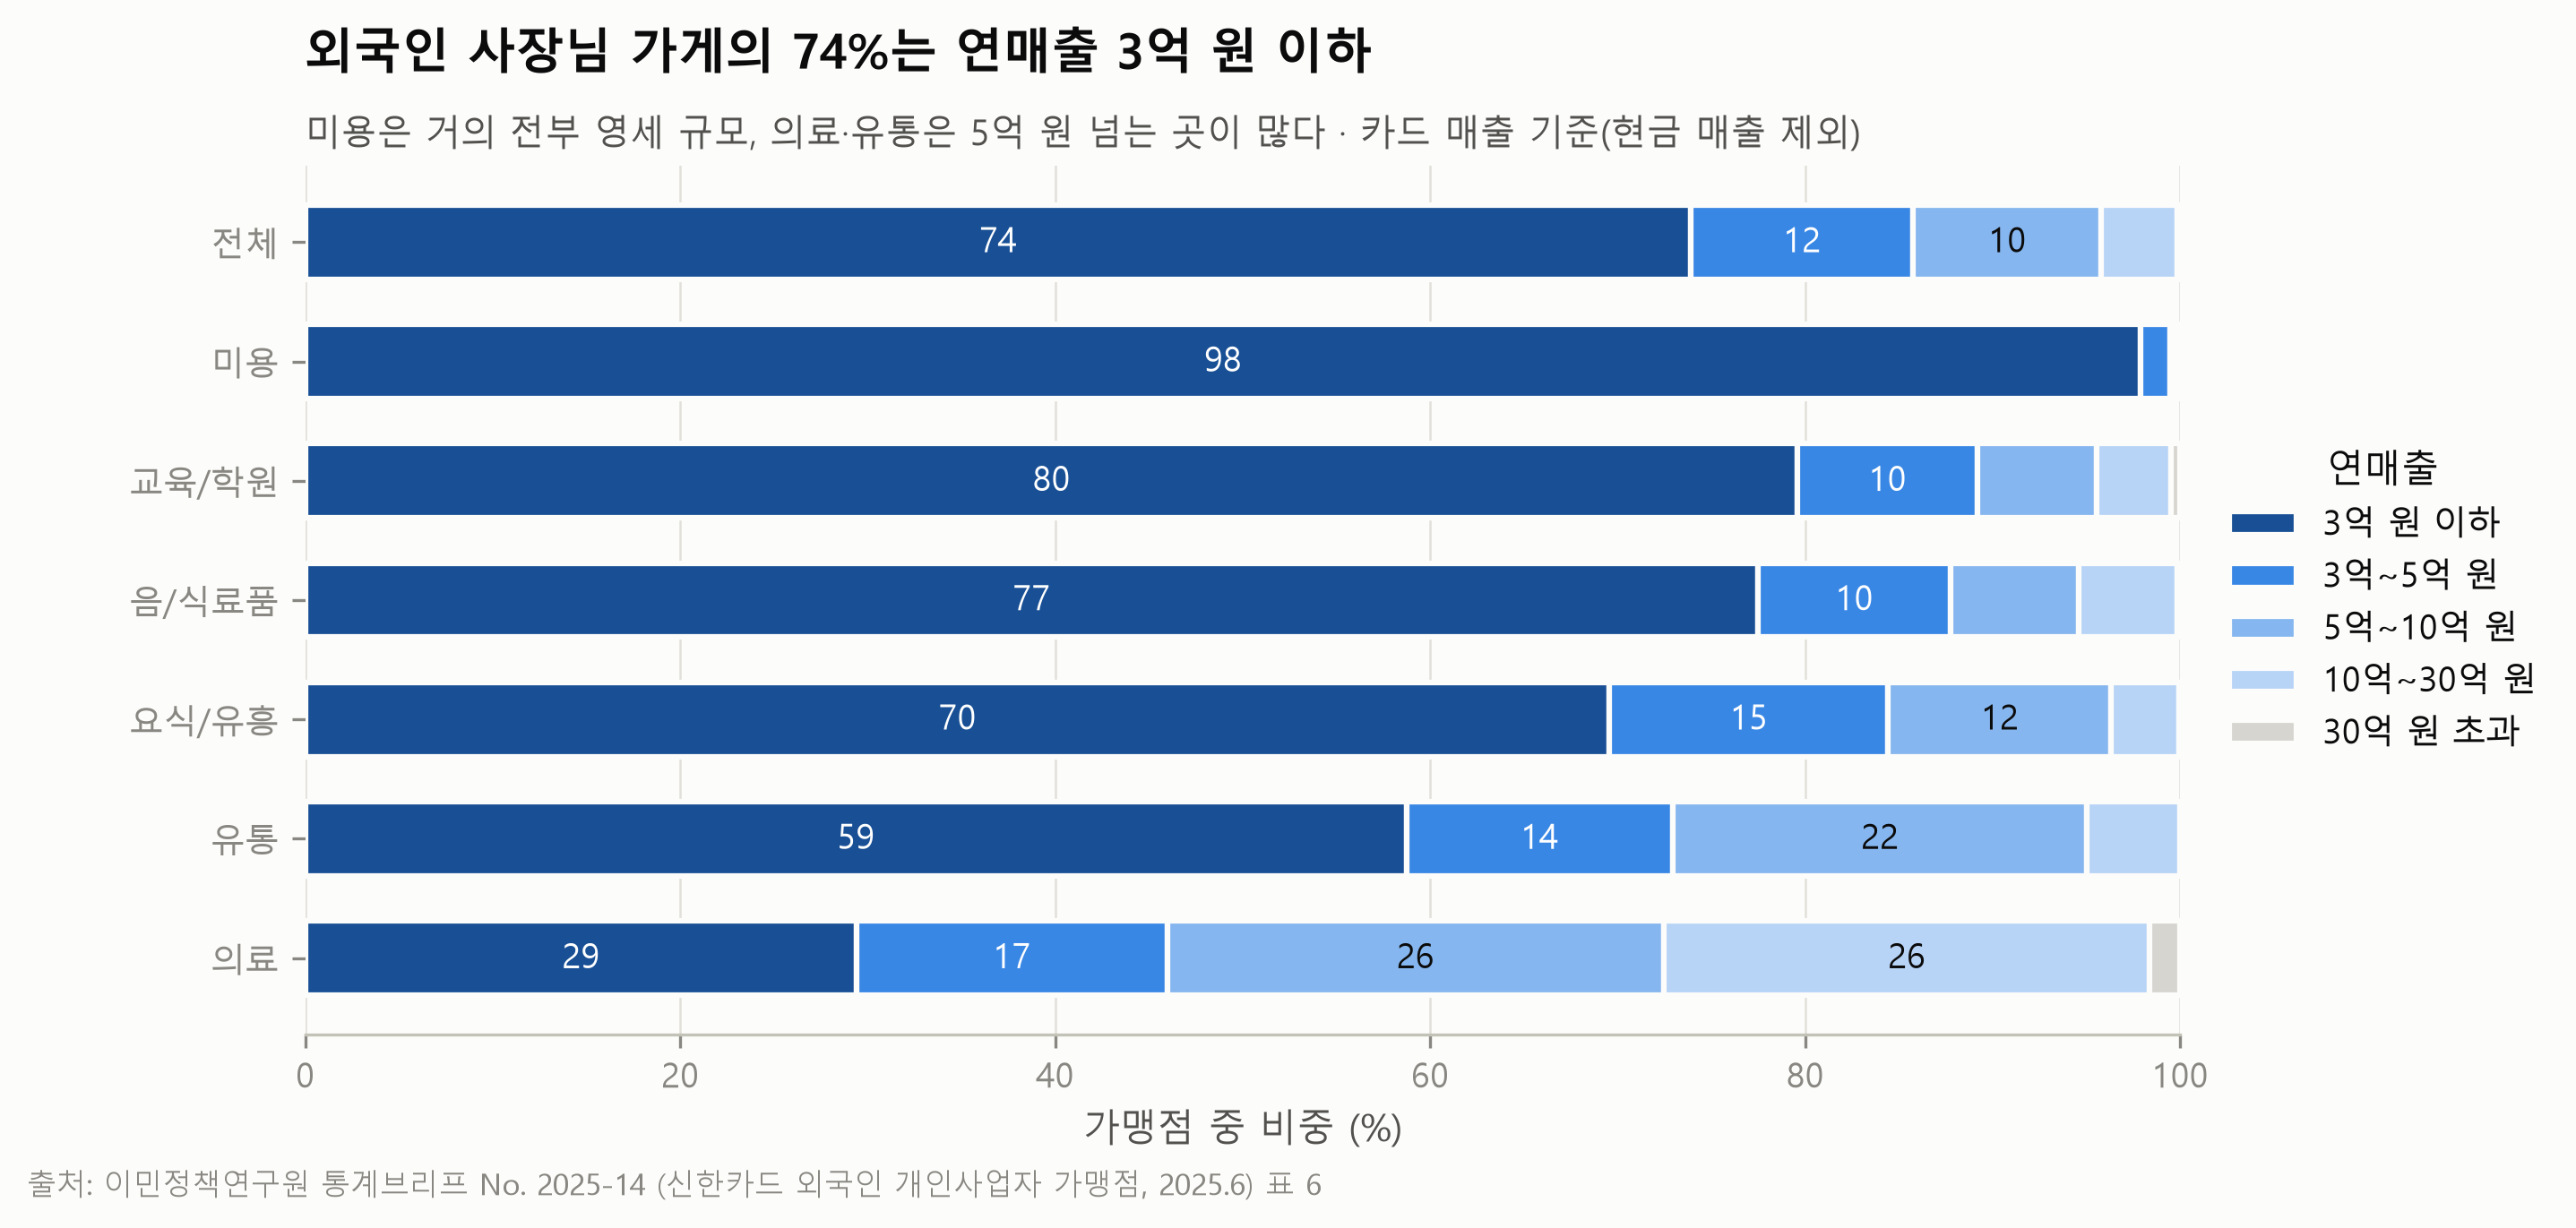 외국인 사장님 가게의 74%는 연매출 3억 원 이하
미용은 거의 전부 영세 규모, 의료·유통은 5억 원 넘는 곳이 많다 · 카드 매출 기준(현금 매출 제외)
전체 74 12 10
미용 98
교육/학원 80 10
음/식료품 77 10
요식/유흥 70 15 12
유통 59 14 22
의료 29 17 26 26
0 20 40 60 80 100
가맹점 중 비중 (%)
연매출
3억 원 이하
3억~5억 원
5억~10억 원
10억~30억 원
30억 원 초과
출처: 이민정책연구원 통계브리프 No. 2025-14 (신한카드 외국인 개인사업자 가맹점, 2025.6) 표 6